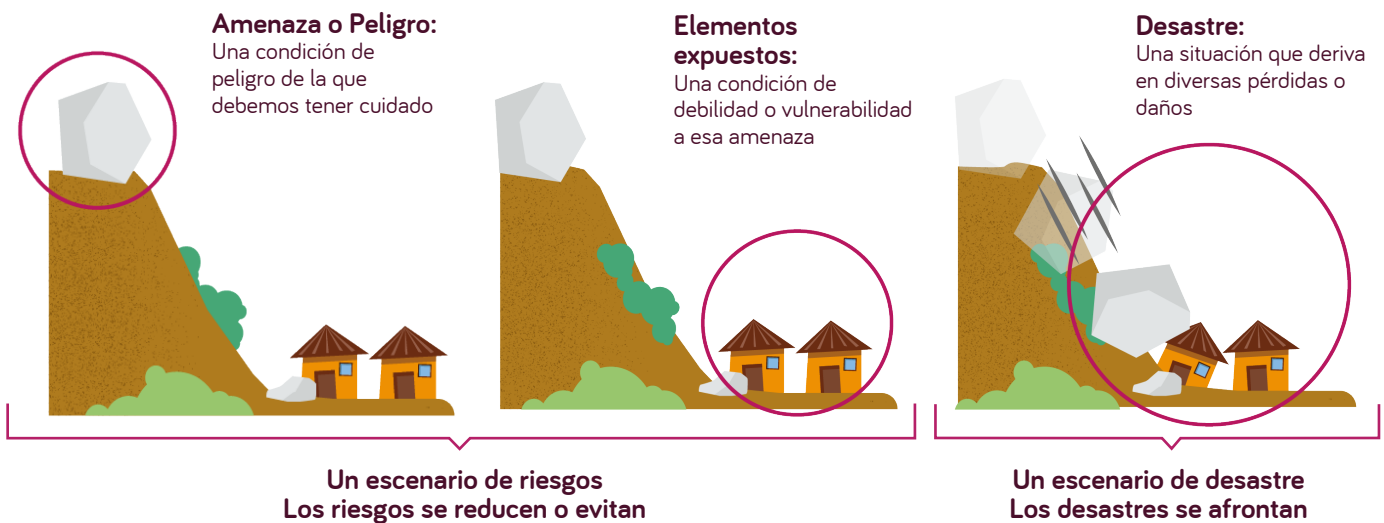 Amenaza o Peligro:
Una condición de
peligro de la que
debemos tener cuidado
Elementos
expuestos:
Una condición de
debilidad o vulnerabilidad
a esa amenaza
Desastre:
Una situación que deriva
en diversas pérdidas o
daños
Un escenario de riesgos
Los riesgos se reducen o evitan
Un escenario de desastre
Los desastres se afrontan